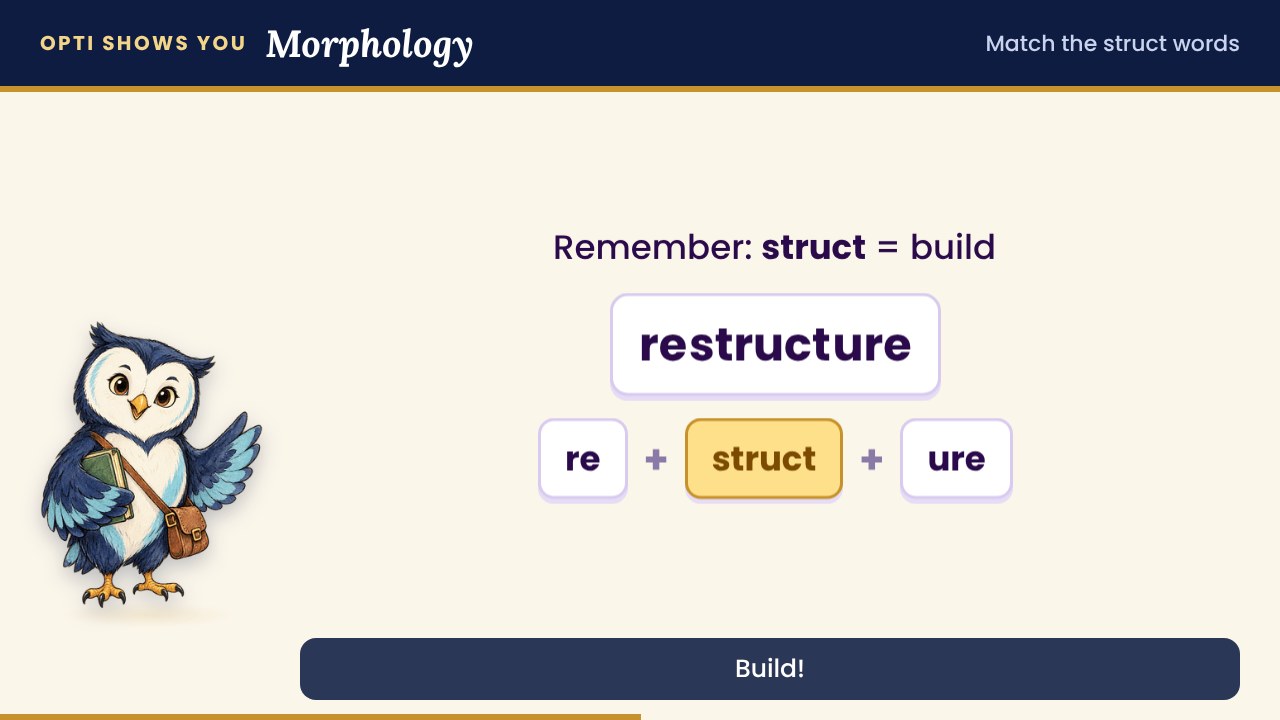 OPTI SHOWS YOU Morphology
Match the struct words
Remember: struct = build
restructure
re + struct + ure
Build!